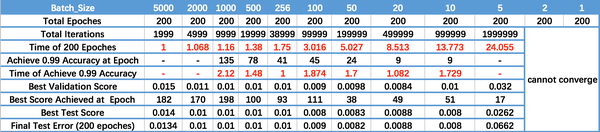 Batch_Size 5000 2000 1000 500 256 100 50 20 10 5 2 1
Total Epoches 200 200 200 200 200 200 200 200 200 200 200 200
Total Iterations 1999 4999 9999 19999 38999 99999 199999 499999 999999 1999999 cannot converge
Time of 200 Epoches 1 1.068 1.16 1.38 1.75 3.016 5.027 8.513 13.773 24.055
Achieve 0.99 Accuracy at Epoch - - 135 78 41 45 24 9 9 -
Time of Achieve 0.99 Accuracy - - 2.12 1.48 1 1.874 1.7 1.082 1.729 -
Best Validation Score 0.015 0.011 0.01 0.01 0.01 0.009 0.0098 0.0084 0.01 0.032
Best Score Achieved at Epoch 182 170 198 100 93 111 38 49 51 17
Best Test Score 0.014 0.01 0.01 0.01 0.01 0.008 0.0083 0.0088 0.008 0.0262
Final Test Error (200 epoches) 0.0134 0.01 0.01 0.01 0.01 0.009 0.0082 0.0088 0.008 0.0662